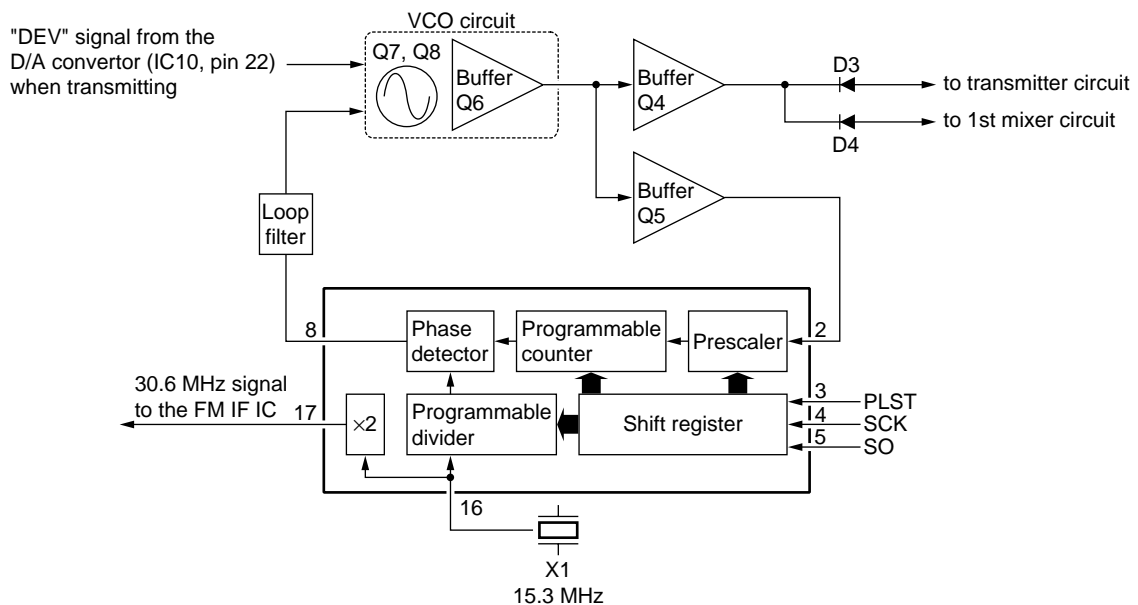 VCO circuit
"DEV" signal from the
D/A convertor (IC10, pin 22)
when transmitting
Q7, Q8
Buffer
Q6
Buffer
Q4
D3
to transmitter circuit
to 1st mixer circuit
D4
Buffer
Q5
Loop
filter
8
Phase
detector
Programmable
counter
Prescaler
2
30.6 MHz signal
to the FM IF IC
17
×2
Programmable
divider
Shift register
3
PLST
4
SCK
5
SO
16
X1
15.3 MHz